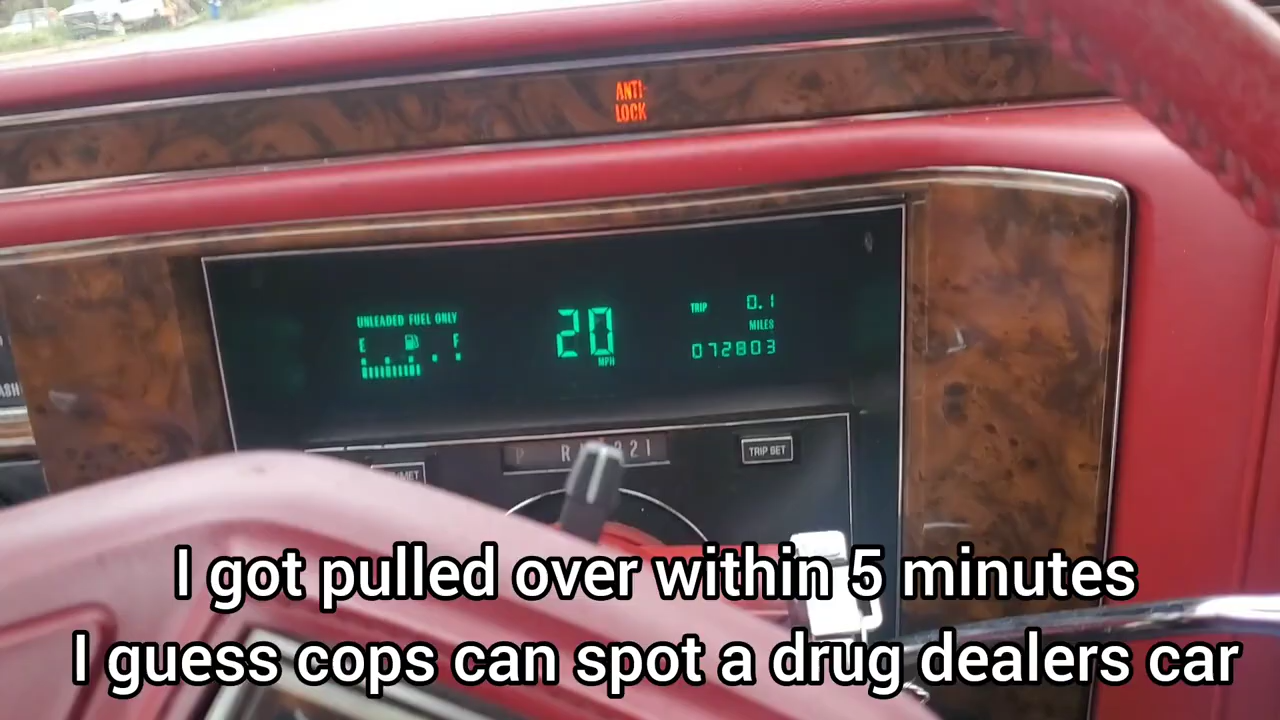 ANTI-
LOCK
UNLEADED FUEL ONLY
E F
20
MPH
TRIP 0.1
MILES
072803
P R 321
TRIP SET
I got pulled over within 5 minutes
I guess cops can spot a drug dealers car